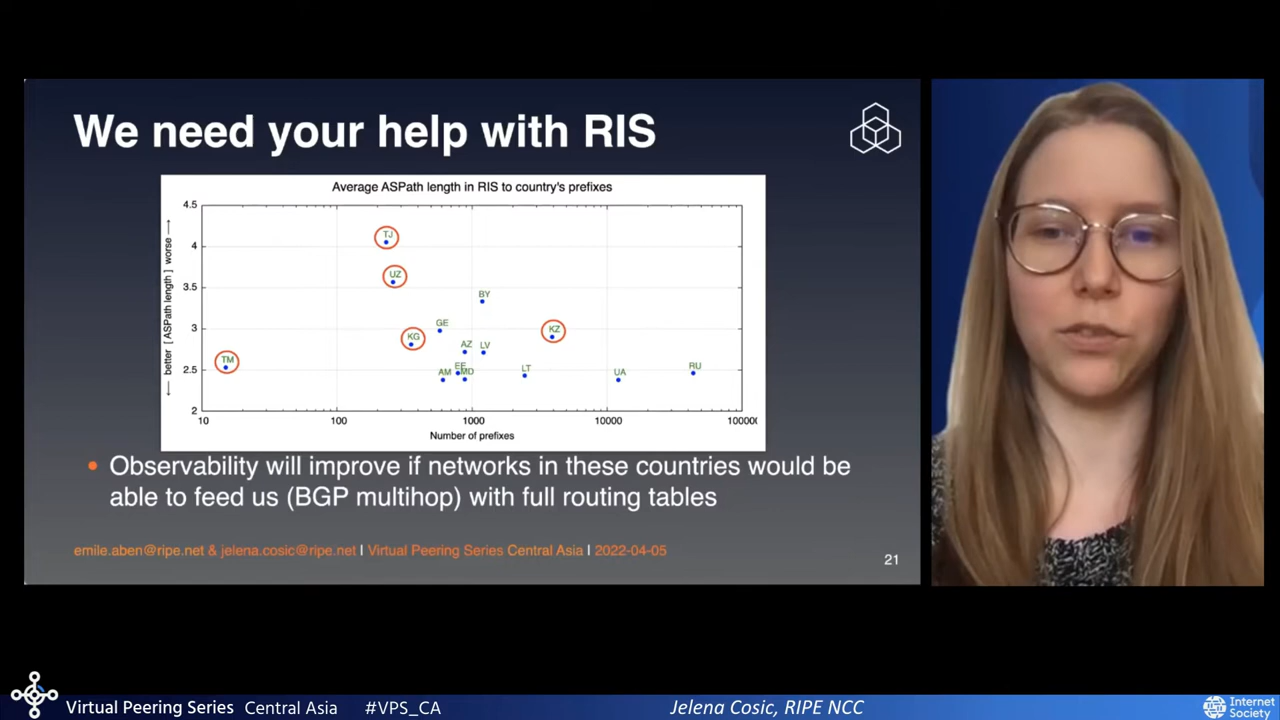 We need your help with RIS
Average ASPath length in RIS to country's prefixes
4.5
4
3.5
3
2.5
2
<---- better [ ASPath length ] worse ---->
TJ
UZ
BY
GE
KZ
KG
AZ
LV
TM
EE
AM
MD
LT
UA
RU
10
100
1000
10000
10000
Number of prefixes
• Observability will improve if networks in these countries would be
able to feed us (BGP multihop) with full routing tables
emile.aben@ripe.net & jelena.cosic@ripe.net | Virtual Peering Series Central Asia | 2022-04-05
21
Virtual Peering Series Central Asia #VPS_CA
Jelena Cosic, RIPE NCC
Internet
Society